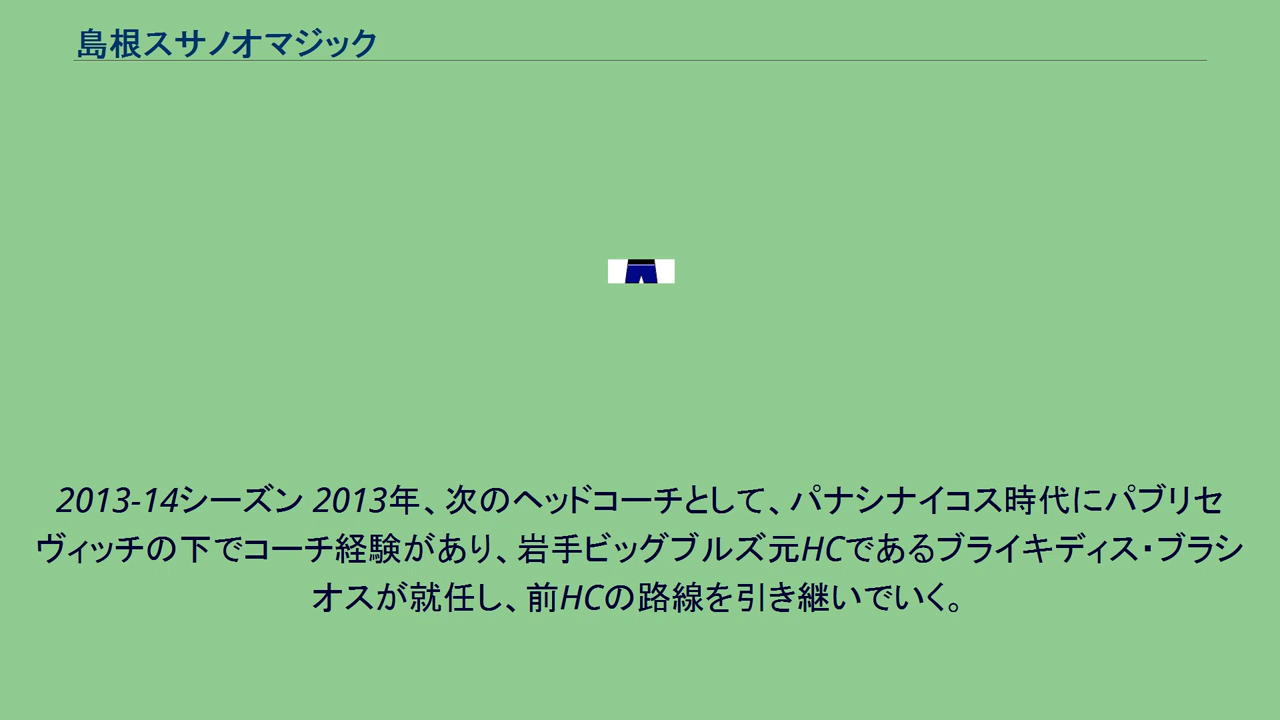 島根スサノオマジック
2013-14シーズン 2013年、次のヘッドコーチとして、パナシナイコス時代にパブリセ
ヴィッチの下でコーチ経験があり、岩手ビッグブルズ元HCであるブライキディス・ブラシ
オスが就任し、前HCの路線を引き継いでいく。